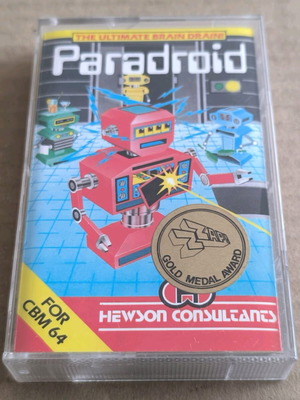 THE ULTIMATE BRAIN DRAIN!
Paradroid
ZZAP!
GOLD MEDAL AWARD
FOR
CBM 64
HEWSON CONSULTANTS